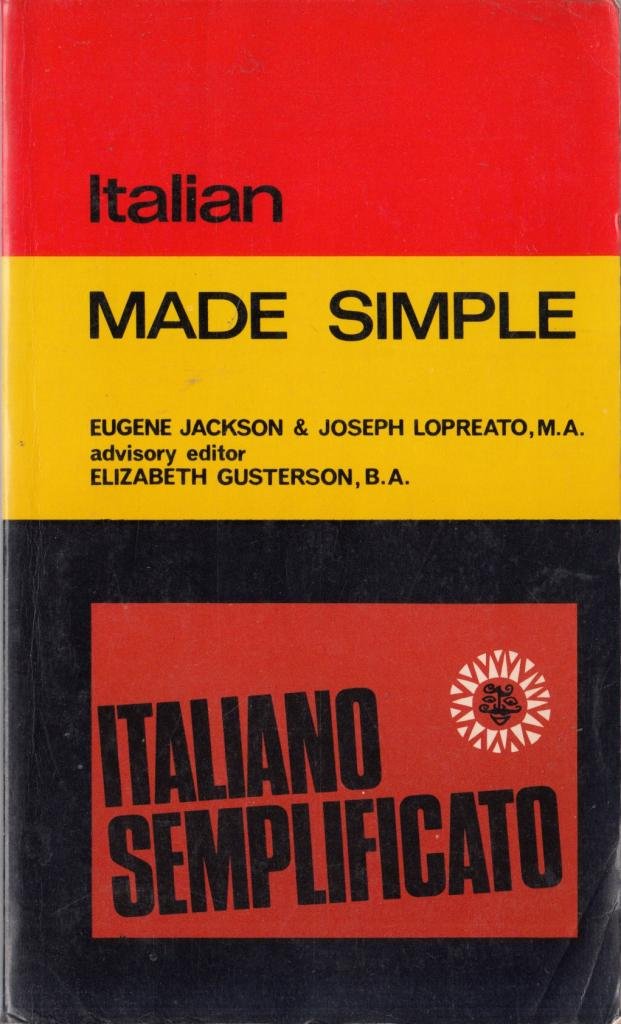 Italian
MADE SIMPLE
EUGENE JACKSON & JOSEPH LOPREATO, M.A.
advisory editor
ELIZABETH GUSTERSON, B.A.
ITALIANO
SEMPLIFICATO